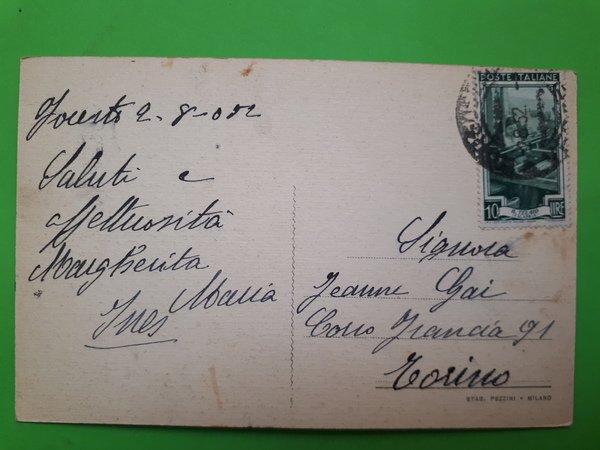 2-8-052
Saluti e
Affettuosità
Margherita
Maria
Ines
POSTE ITALIANE
10 LIRE
Signora
Jeanne Gai
Corso Francia 91
Torino
STAB. PEZZINI • MILANO